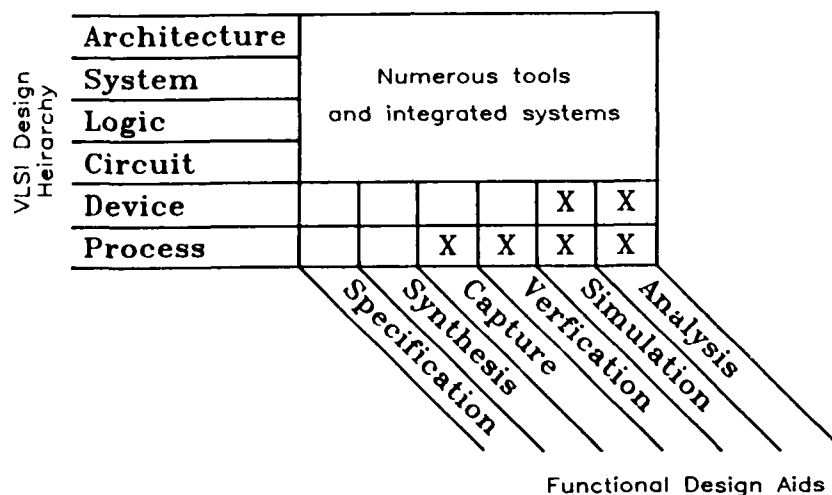 VLSI Design
Heirarchy
Architecture
System
Logic
Circuit
Device
Process
Numerous tools
and integrated systems
X X
X X X X
Specification
Synthesis
Capture
Verfication
Simulation
Analysis
Functional Design Aids